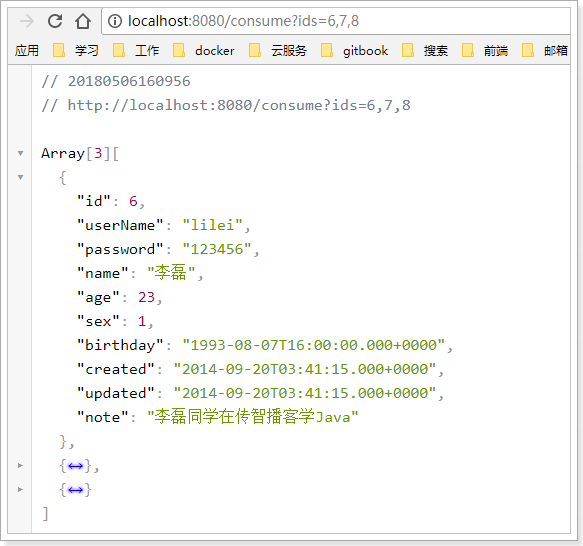 localhost:8080/consume?ids=6,7,8
应用 学习 工作 docker 云服务 gitbook 搜索 前端 邮箱
// 20180506160956
// http://localhost:8080/consume?ids=6,7,8
Array[3][
{
"id": 6,
"userName": "lilei",
"password": "123456",
"name": "李磊",
"age": 23,
"sex": 1,
"birthday": "1993-08-07T16:00:00.000+0000",
"created": "2014-09-20T03:41:15.000+0000",
"updated": "2014-09-20T03:41:15.000+0000",
"note": "李磊同学在传智播客学Java"
},
{↔},
{↔}
]